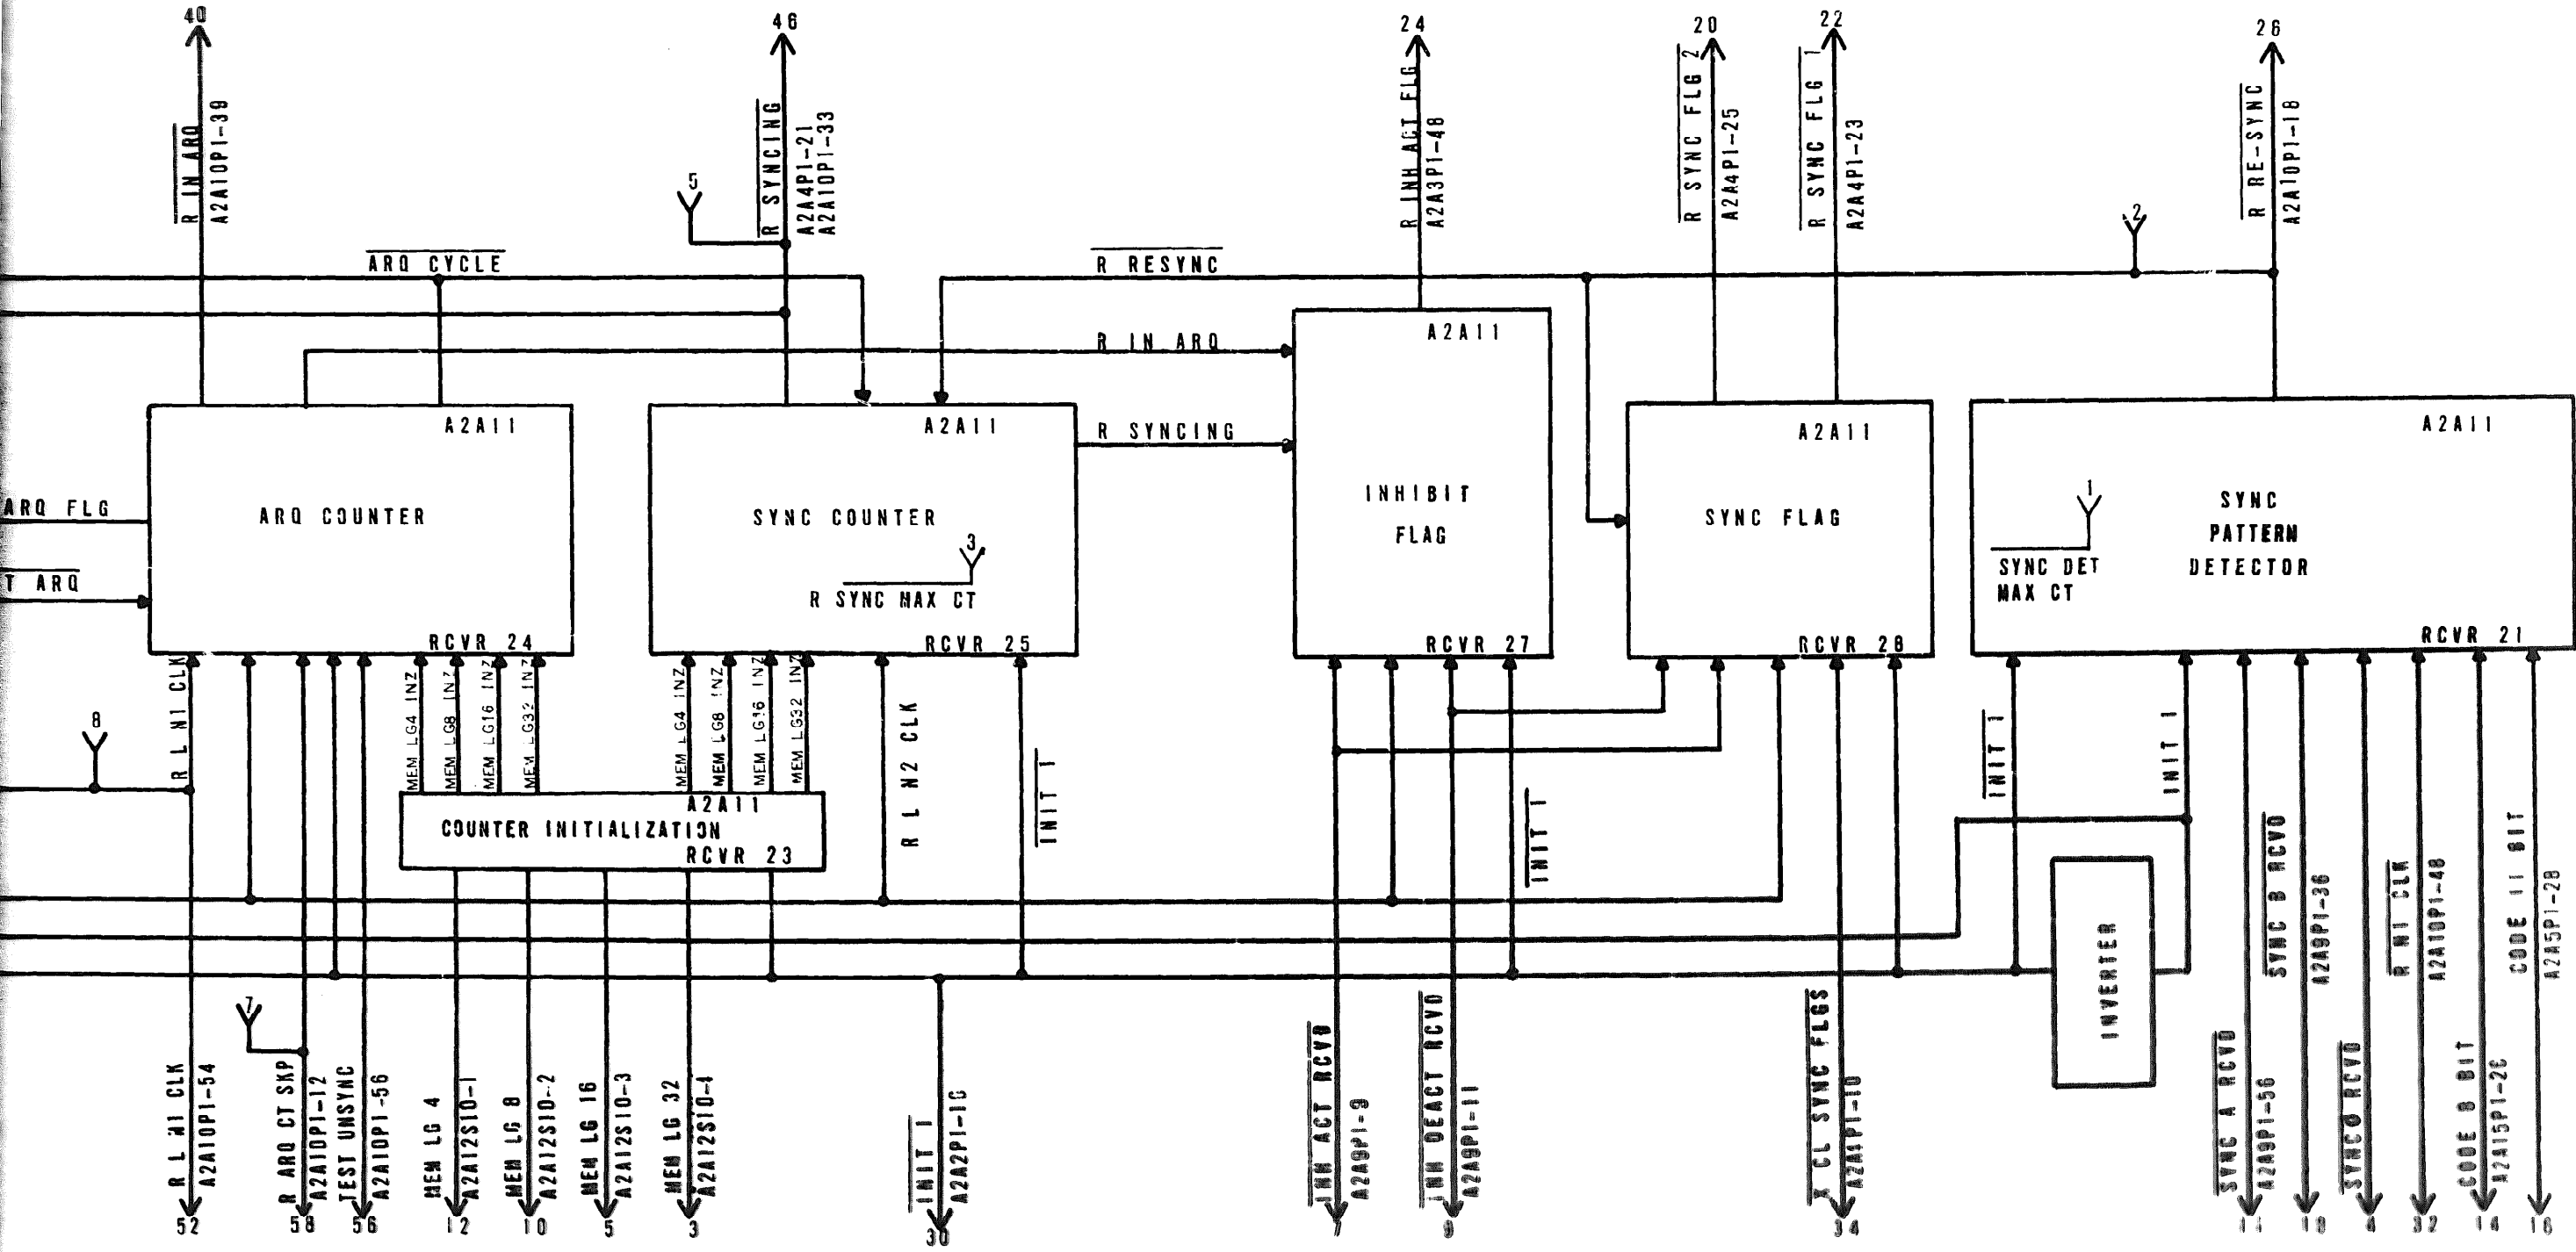 40
46
24
20
22
26
R IN ARQ
A2A10P1-39
R SYNCING
A2A4P1-21
A2A10P1-33
R INH ACT FLG
A2A3P1-48
R SYNC FLG 2
A2A4P1-25
R SYNC FLG 1
A2A4P1-23
R RE-SYNC
A2A10P1-18
5
2
ARQ CYCLE
R RESYNC
R IN ARQ
R SYNCING
ARQ FLG
T ARQ
A2A11
ARQ COUNTER
RCVR 24
A2A11
SYNC COUNTER
3
R SYNC MAX CT
RCVR 25
A2A11
INHIBIT
FLAG
RCVR 27
A2A11
SYNC FLAG
RCVR 28
A2A11
1
SYNC DET
MAX CT
SYNC
PATTERN
DETECTOR
RCVR 21
8
R L N1 CLK
MEM LG4 INZ
MEM LG8 INZ
MEM LG16 INZ
MEM LG32 INZ
MEM LG4 INZ
MEM LG8 INZ
MEM LG16 INZ
MEM LG32 INZ
R L N2 CLK
INIT 1
INIT 1
INIT 1
INIT 1
A2A11
COUNTER INITIALIZATION
RCVR 23
INVERTER
7
R L N1 CLK
A2A10P1-54
R ARQ CT SKP
A2A10P1-12
TEST UNSYNC
A2A10P1-56
MEM LG 4
A2A12S10-1
MEM LG 8
A2A12S10-2
MEM LG 16
A2A12S10-3
MEM LG 32
A2A12S10-4
INIT 1
A2A2P1-10
INH ACT RCVD
A2A9P1-9
INH DEACT RCVD
A2A9P1-11
X CL SYNC FLGS
A2A4P1-10
SYNC A RCVD
A2A9P1-56
SYNC B RCVD
A2A9P1-36
SYNC0 RCVD
R N1 CLK
A2A10P1-48
CODE B BIT
CODE 11 BIT
A2A5P1-28
52
58
56
12
10
5
3
30
7
9
34
18
4
32
14
16